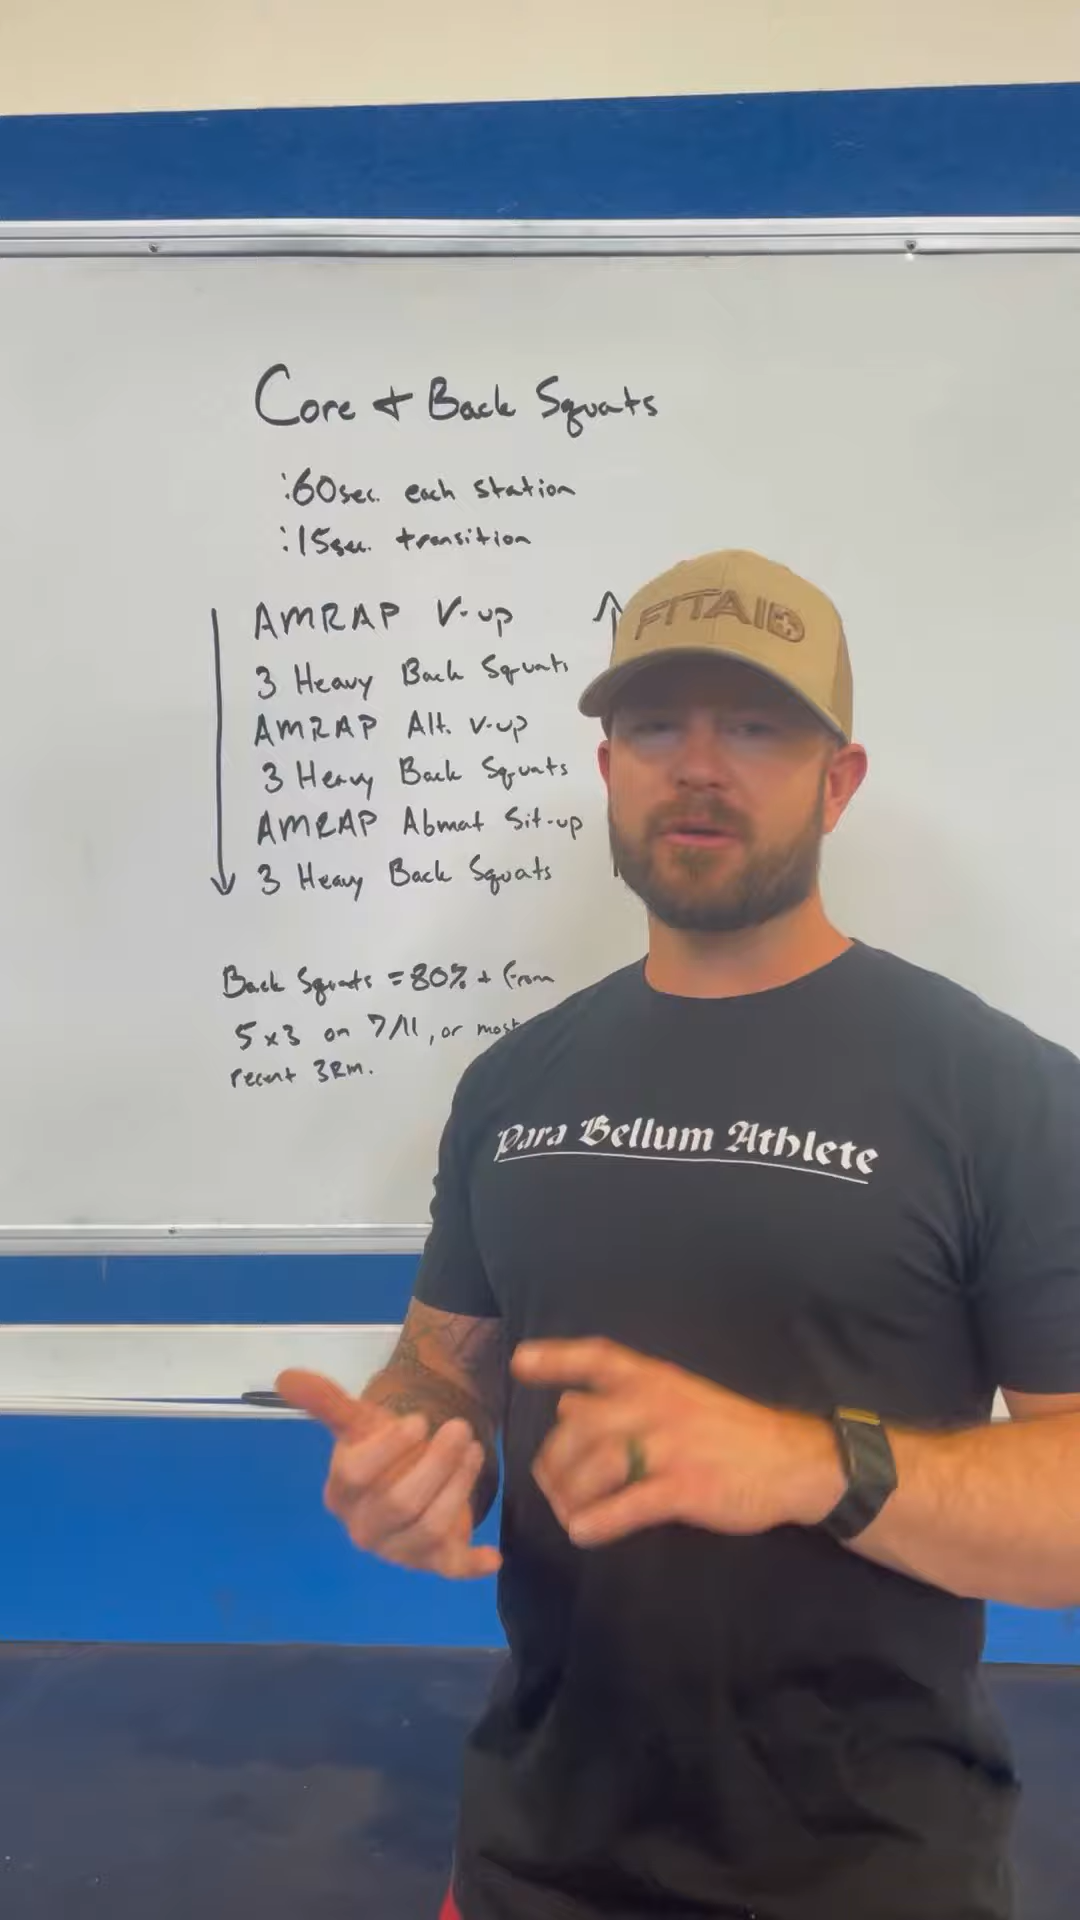 Core + Back Squats
:60sec. each station
:15sec. transition
AMRAP V-up
3 Heavy Back Squats
AMRAP Alt. V-up
3 Heavy Back Squats
AMRAP Abmat Sit-up
3 Heavy Back Squats
Back Squats = 80% + from
5x3 on 7/11, or most
recent 3RM.
FITAID
Para Bellum Athlete